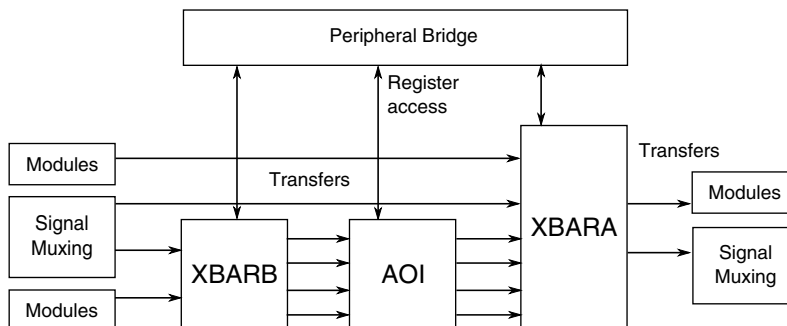 Peripheral Bridge
Register
access
Modules
Transfers
Transfers
Modules
Signal
Muxing
XBARB
AOI
XBARA
Signal
Muxing
Modules